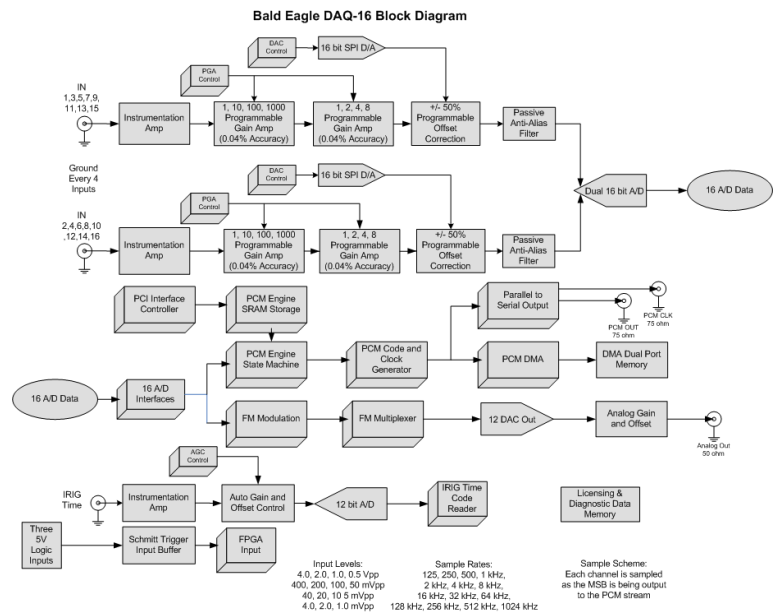 Bald Eagle DAQ-16 Block Diagram
DAC
Control
16 bit SPI D/A
PGA
Control
IN
1,3,5,7,9,
11,13,15
Instrumentation
Amp
1, 10, 100, 1000
Programmable
Gain Amp
(0.04% Accuracy)
1, 2, 4, 8
Programmable
Gain Amp
(0.04% Accuracy)
+/- 50%
Programmable
Offset
Correction
Passive
Anti-Alias
Filter
Ground
Every 4
Inputs
DAC
Control
16 bit SPI D/A
Dual 16 bit A/D
16 A/D Data
PGA
Control
IN
2,4,6,8,10
,12,14,16
Instrumentation
Amp
1, 10, 100, 1000
Programmable
Gain Amp
(0.04% Accuracy)
1, 2, 4, 8
Programmable
Gain Amp
(0.04% Accuracy)
+/- 50%
Programmable
Offset
Correction
Passive
Anti-Alias
Filter
PCI Interface
Controller
PCM Engine
SRAM Storage
Parallel to
Serial Output
PCM CLK
75 ohm
PCM OUT
75 ohm
PCM Engine
State Machine
PCM Code and
Clock
Generator
PCM DMA
DMA Dual Port
Memory
16 A/D Data
16 A/D
Interfaces
FM Modulation
FM Multiplexer
12 DAC Out
Analog Gain
and Offset
Analog Out
50 ohm
AGC
Control
IRIG
Time
Instrumentation
Amp
Auto Gain and
Offset Control
12 bit A/D
IRIG Time
Code
Reader
Licensing &
Diagnostic Data
Memory
Three
5V
Logic
Inputs
Schmitt Trigger
Input Buffer
FPGA
Input
Input Levels:
4.0, 2.0, 1.0, 0.5 Vpp
400, 200, 100, 50 mVpp
40, 20, 10 5 mVpp
4.0, 2.0, 1.0 mVpp
Sample Rates:
125, 250, 500, 1 kHz,
2 kHz, 4 kHz, 8 kHz,
16 kHz, 32 kHz, 64 kHz,
128 kHz, 256 kHz, 512 kHz, 1024 kHz
Sample Scheme:
Each channel is sampled
as the MSB is being output
to the PCM stream